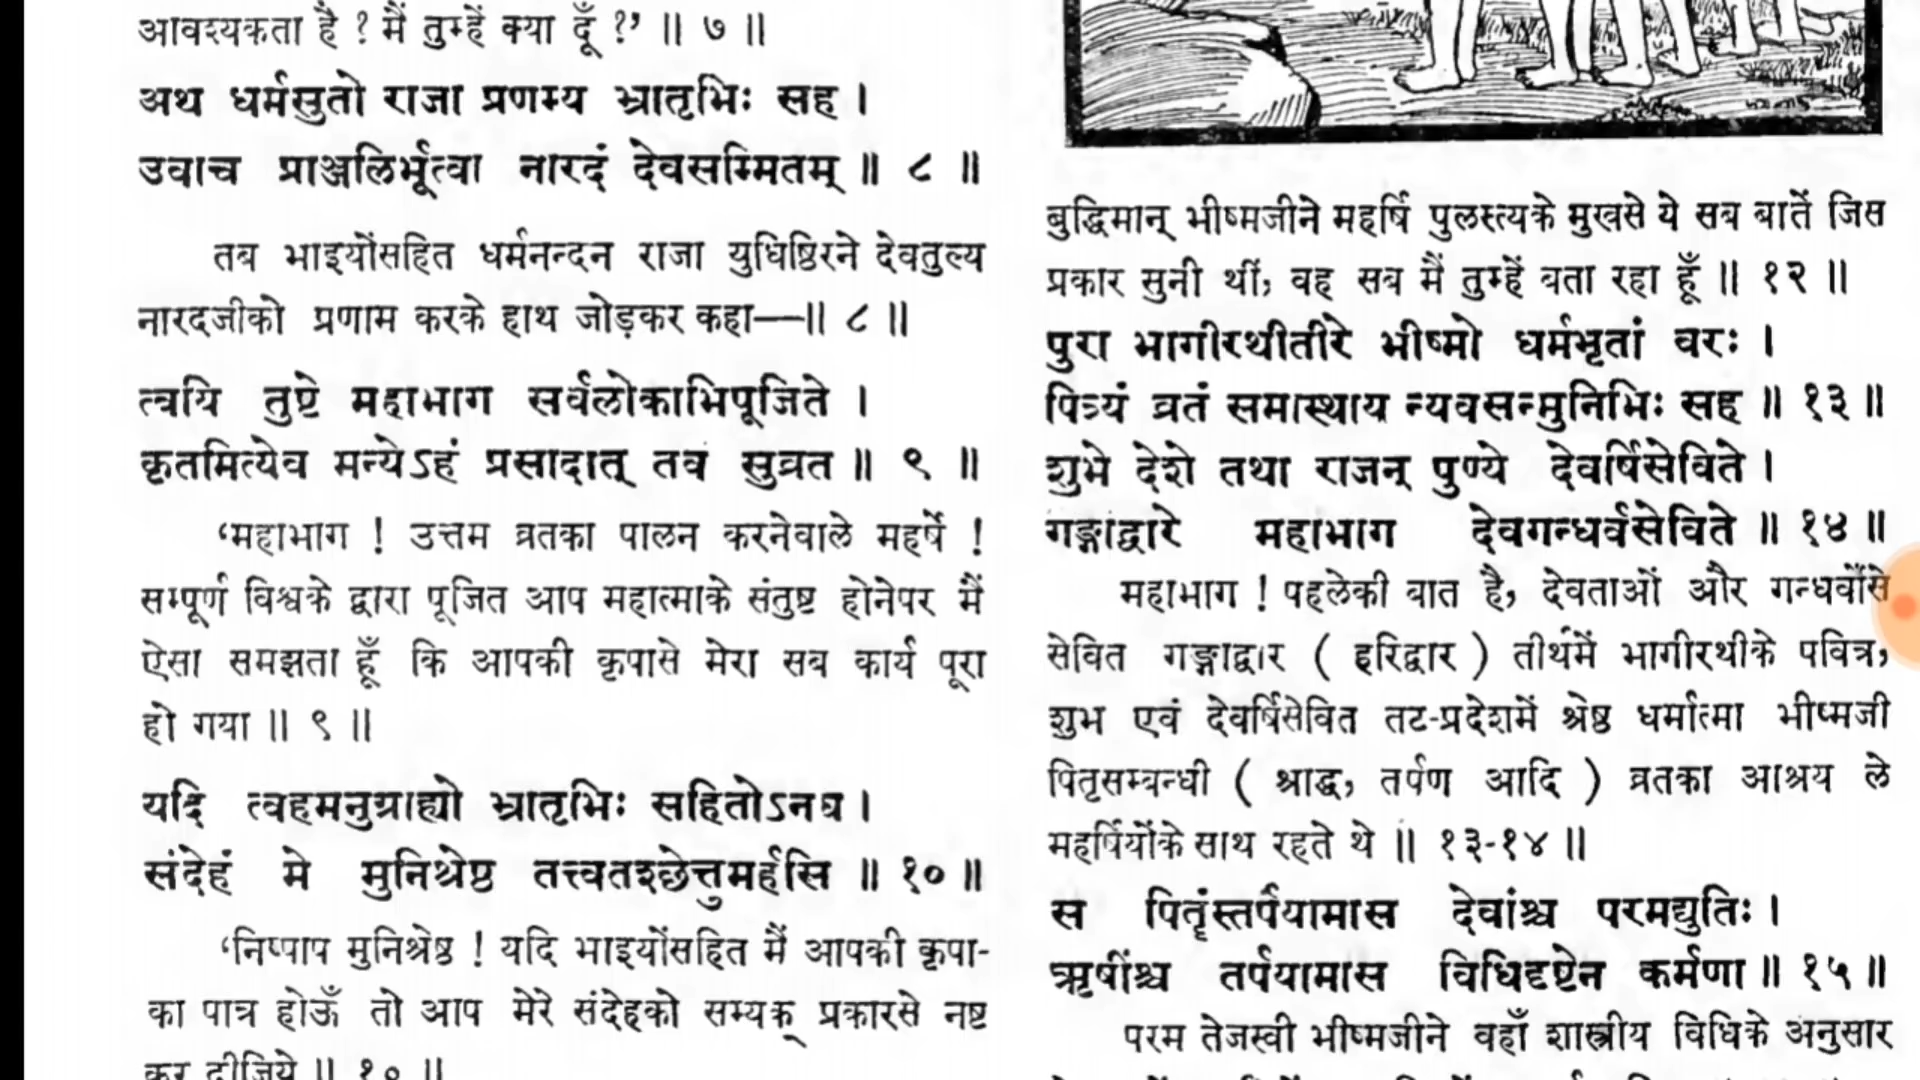 आवश्यकता है ? मैं तुम्हें क्या दूँ ?’ ॥ ७ ॥
अथ धर्मसुतो राजा प्रणम्य भ्रातृभिः सह ।
उवाच प्राञ्जलिर्भूत्वा नारदं देवसम्मितम् ॥ ८ ॥
तब भाइयोंसहित धर्मनन्दन राजा युधिष्ठिरने देवतुल्य
नारदजीको प्रणाम करके हाथ जोड़कर कहा—॥ ८ ॥
त्वयि तुष्टे महाभाग सर्वलोकाभिपूजिते ।
कृतमित्येव मन्येऽहं प्रसादात् तव सुव्रत ॥ ९ ॥
‘महाभाग ! उत्तम व्रतका पालन करनेवाले महर्षे !
सम्पूर्ण विश्वके द्वारा पूजित आप महात्माके संतुष्ट होनेपर मैं
ऐसा समझता हूँ कि आपकी कृपासे मेरा सब कार्य पूरा
हो गया ॥ ९ ॥
यदि त्वहमनुग्राह्यो भ्रातृभिः सहितोऽनघ ।
संदेहं मे मुनिश्रेष्ठ तत्त्वतश्छेत्तुमर्हसि ॥ १० ॥
‘निष्पाप मुनिश्रेष्ठ ! यदि भाइयोंसहित मैं आपकी कृपा-
का पात्र होऊँ तो आप मेरे संदेहको सम्यक् प्रकारसे नष्ट
कर दीजिये ॥ १० ॥
बुद्धिमान् भीष्मजीने महर्षि पुलस्त्यके मुखसे ये सब बातें जिस
प्रकार सुनी थीं, वह सब मैं तुम्हें बता रहा हूँ ॥ १२ ॥
पुरा भागीरथीतीरे भीष्मो धर्मभृतां वरः ।
पित्र्यं व्रतं समास्थाय न्यवसन्मुनिभिः सह ॥ १३ ॥
शुभे देशे तथा राजन् पुण्ये देवर्षिसेविते ।
गङ्गाद्वारे महाभाग देवगन्धर्वसेविते ॥ १४ ॥
महाभाग ! पहलेकी बात है, देवताओं और गन्धर्वोंसे
सेवित गङ्गाद्वार ( हरिद्वार ) तीर्थमें भागीरथीके पवित्र,
शुभ एवं देवर्षिसेवित तट-प्रदेशमें श्रेष्ठ धर्मात्मा भीष्मजी
पितृसम्बन्धी ( श्राद्ध, तर्पण आदि ) व्रतका आश्रय ले
महर्षियोंके साथ रहते थे ॥ १३-१४ ॥
स पितॄंस्तर्पयामास देवांश्च परमद्युतिः ।
ऋषींश्च तर्पयामास विधिदृष्टेन कर्मणा ॥ १५ ॥
परम तेजस्वी भीष्मजीने वहाँ शास्त्रीय विधिके अनुसार